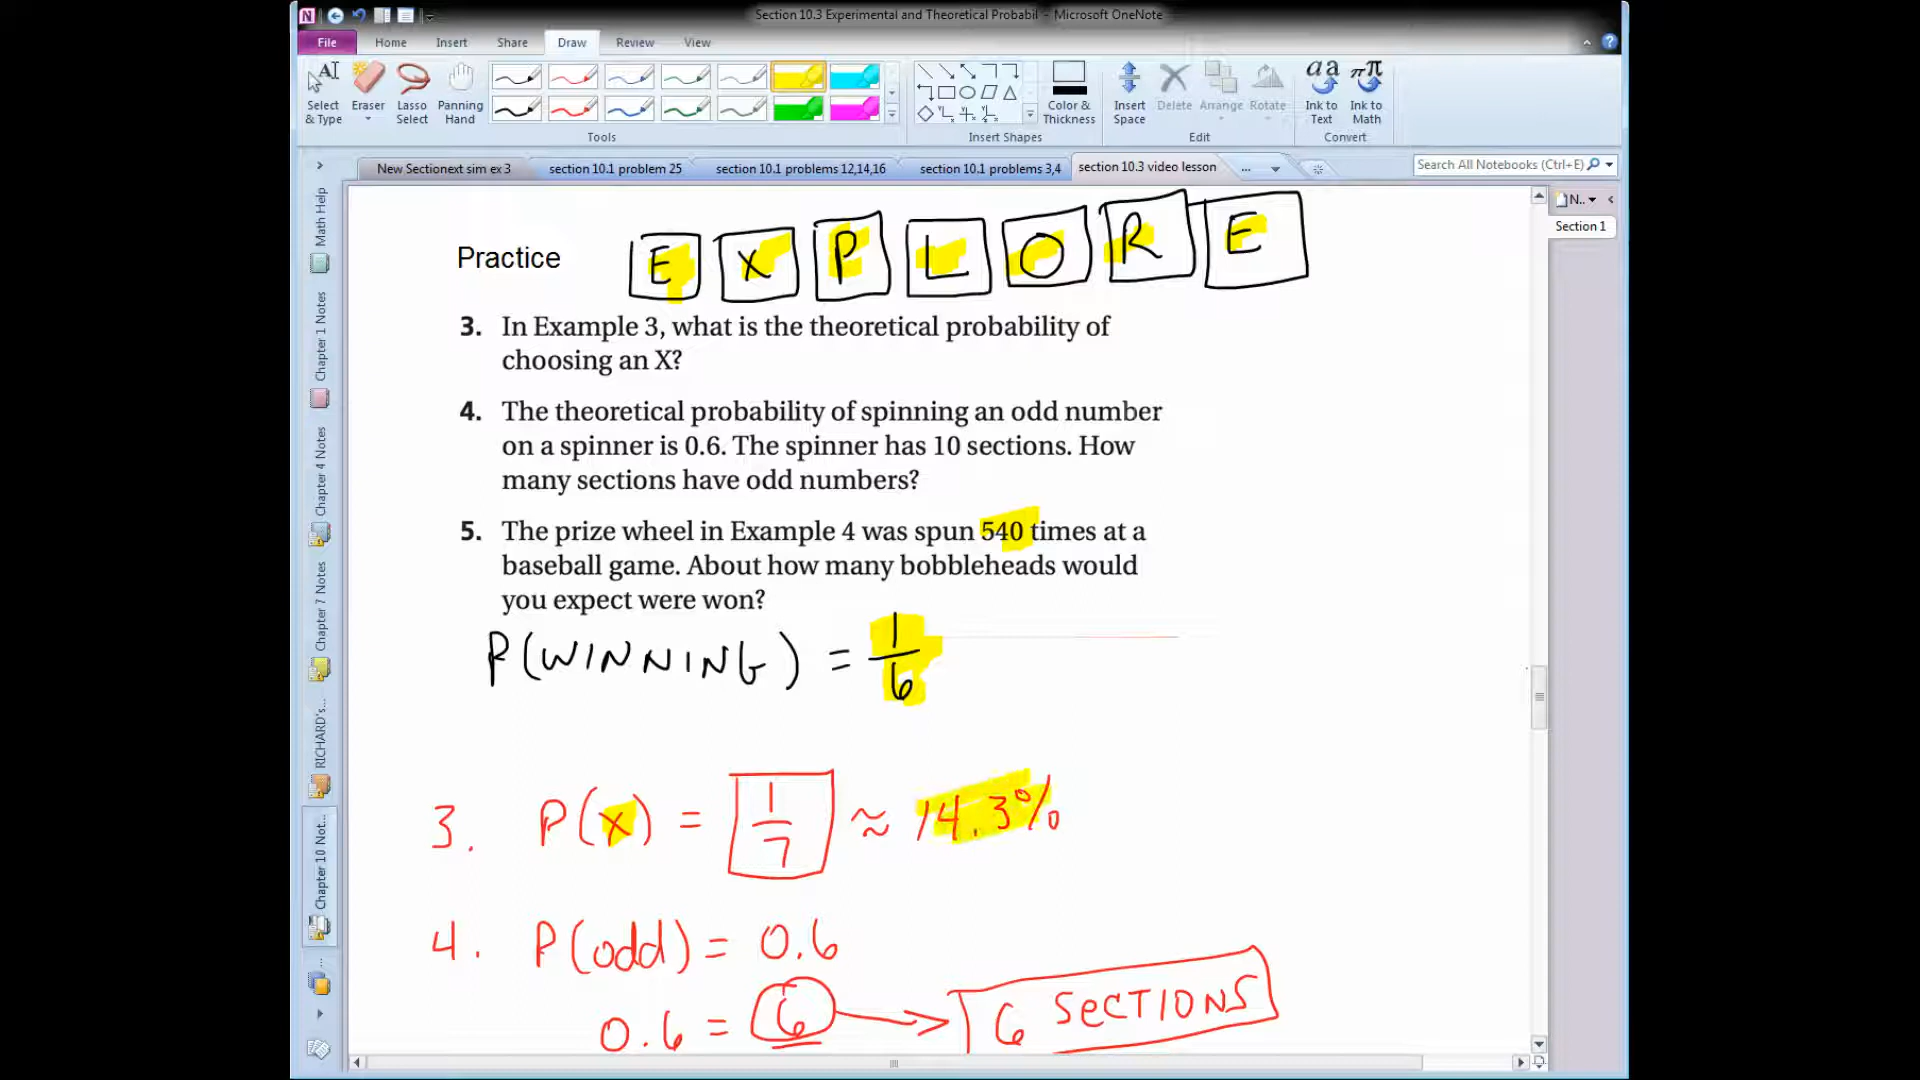 Section 10.3 Experimental and Theoretical Probabil - Microsoft OneNote
File Home Insert Share Draw Review View
Select & Type
Eraser
Lasso Select
Panning Hand
Color & Thickness
Insert Space
Delete
Arrange
Rotate
Ink to Text
Ink to Math
Tools
Insert Shapes
Edit
Convert
New Sectionext sim ex 3
section 10.1 problem 25
section 10.1 problems 12,14,16
section 10.1 problems 3,4
section 10.3 video lesson
...
Search All Notebooks (Ctrl+E)
N..
Section 1
Math Help
Chapter 1 Notes
Chapter 4 Notes
Chapter 7 Notes
RICHARD's...
Chapter 10 Not...
Practice
E X P L O R E
3. In Example 3, what is the theoretical probability of
choosing an X?
4. The theoretical probability of spinning an odd number
on a spinner is 0.6. The spinner has 10 sections. How
many sections have odd numbers?
5. The prize wheel in Example 4 was spun 540 times at a
baseball game. About how many bobbleheads would
you expect were won?
P(WINNING) = 1/6
3. P(x) = 1/7 ≈ 14.3%
4. P(odd) = 0.6
0.6 = 6 → 6 SECTIONS